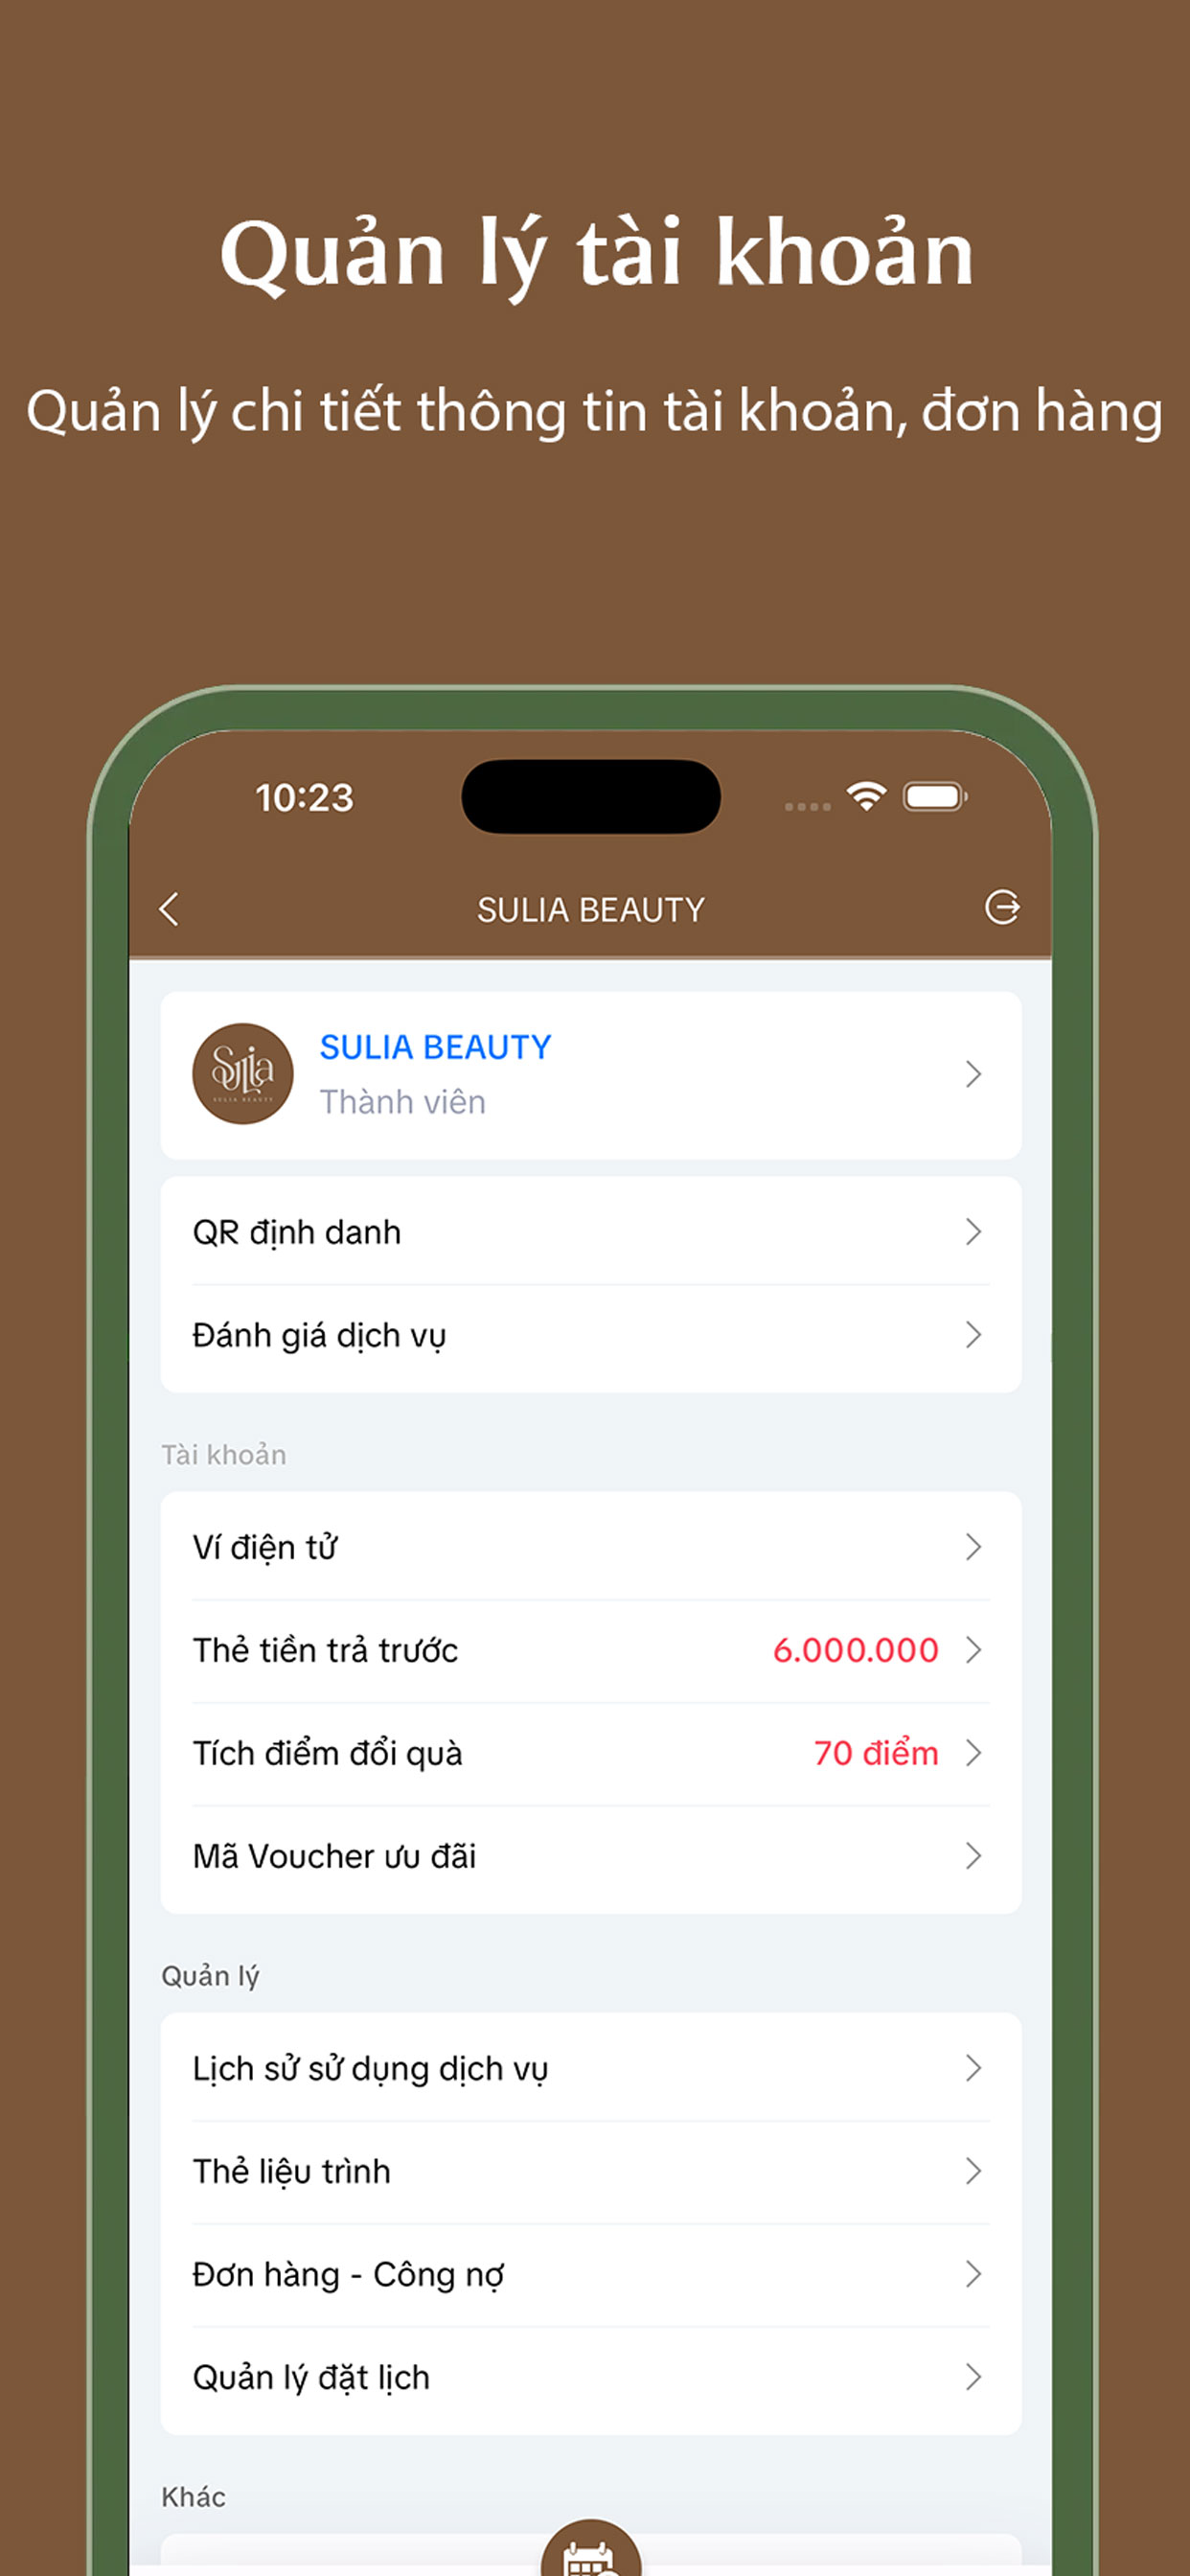 Quản lý tài khoản
Quản lý chi tiết thông tin tài khoản, đơn hàng
10:23
SULIA BEAUTY
Sulia
SULIA BEAUTY
SULIA BEAUTY
Thành viên
QR định danh
Đánh giá dịch vụ
Tài khoản
Ví điện tử
Thẻ tiền trả trước 6.000.000
Tích điểm đổi quà 70 điểm
Mã Voucher ưu đãi
Quản lý
Lịch sử sử dụng dịch vụ
Thẻ liệu trình
Đơn hàng - Công nợ
Quản lý đặt lịch
Khác